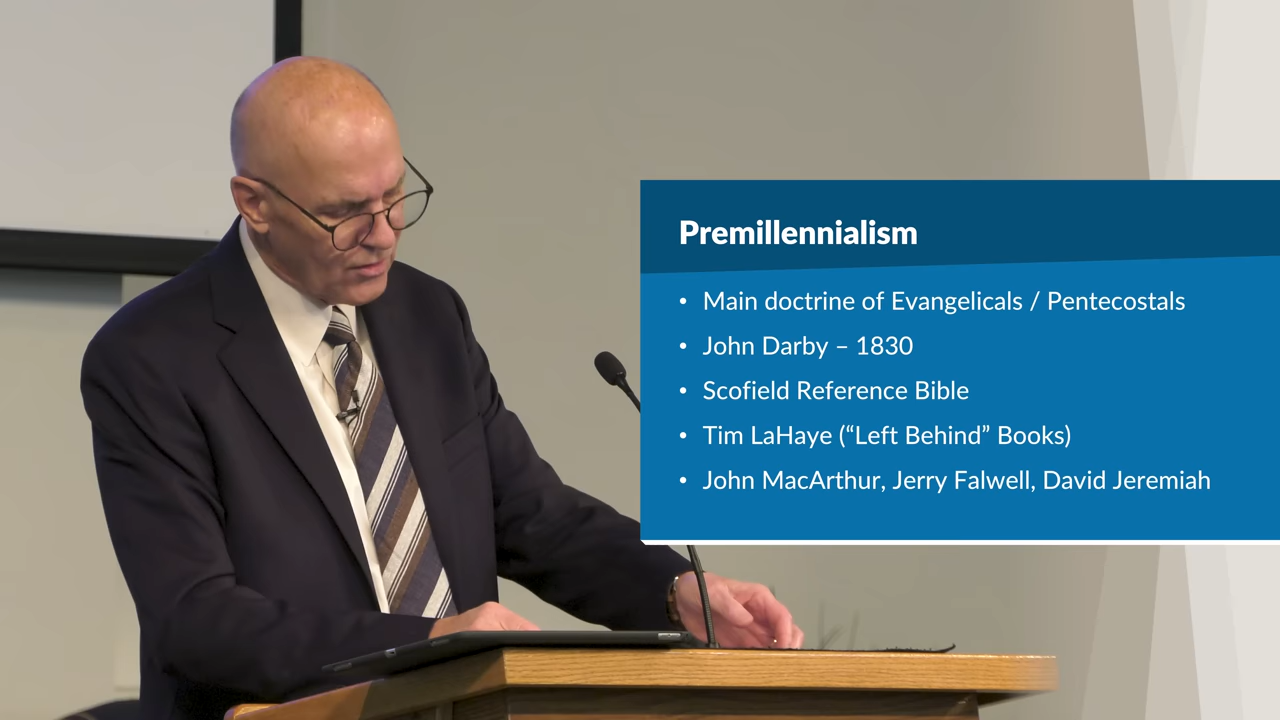 Premillennialism
• Main doctrine of Evangelicals / Pentecostals
• John Darby – 1830
• Scofield Reference Bible
• Tim LaHaye (“Left Behind” Books)
• John MacArthur, Jerry Falwell, David Jeremiah